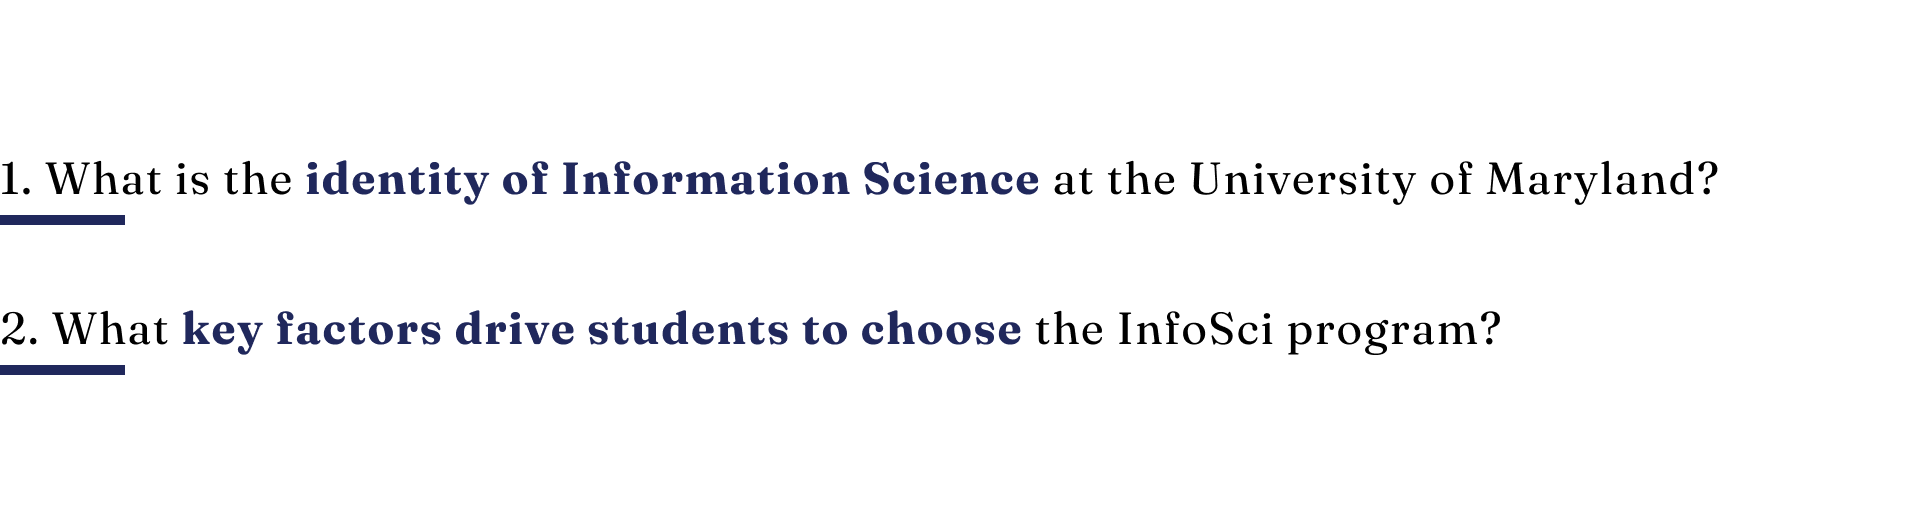 1. What is the identity of Information Science at the University of Maryland?
2. What key factors drive students to choose the InfoSci program?